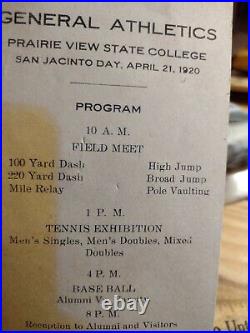 GENERAL ATHLETICS
PRAIRIE VIEW STATE COLLEGE
SAN JACINTO DAY, APRIL 21, 1920
PROGRAM
10 A. M.
FIELD MEET
100 Yard Dash High Jump
220 Yard Dash Broad Jump
Mile Relay Pole Vaulting
1 P. M.
TENNIS EXHIBITION
Men's Singles, Men's Doubles, Mixed
Doubles
4 P. M.
BASE BALL
Alumni
8 P. M.
Reception to Alumni and Visitors